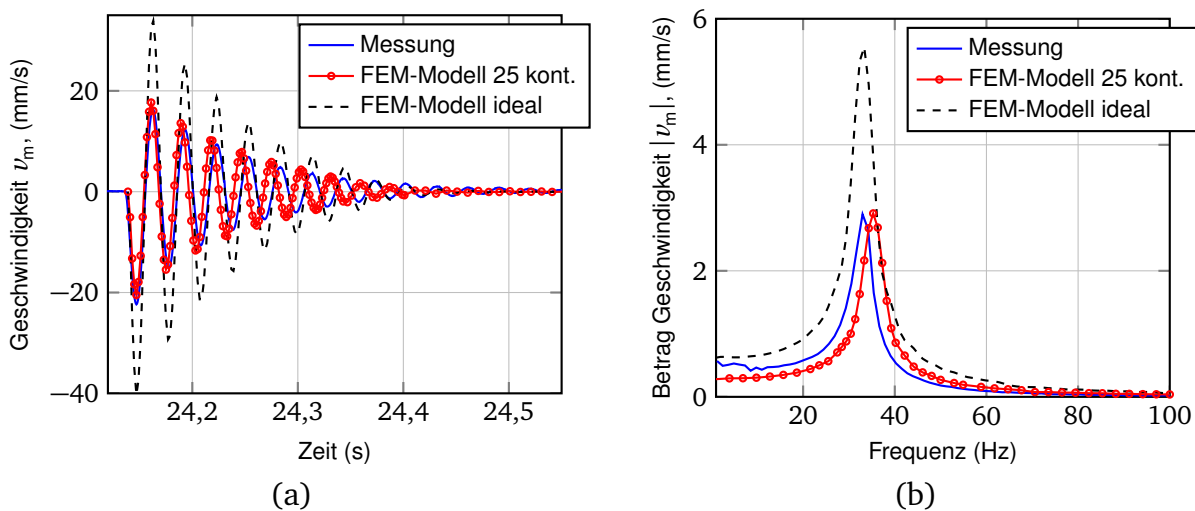 Messung
FEM-Modell 25 kont.
FEM-Modell ideal
20
0
−20
−40
24,2
24,3
24,4
24,5
Geschwindigkeit v_m, (mm/s)
Zeit (s)
(a)
Messung
FEM-Modell 25 kont.
FEM-Modell ideal
6
4
2
0
20
40
60
80
100
Betrag Geschwindigkeit |v_m|, (mm/s)
Frequenz (Hz)
(b)